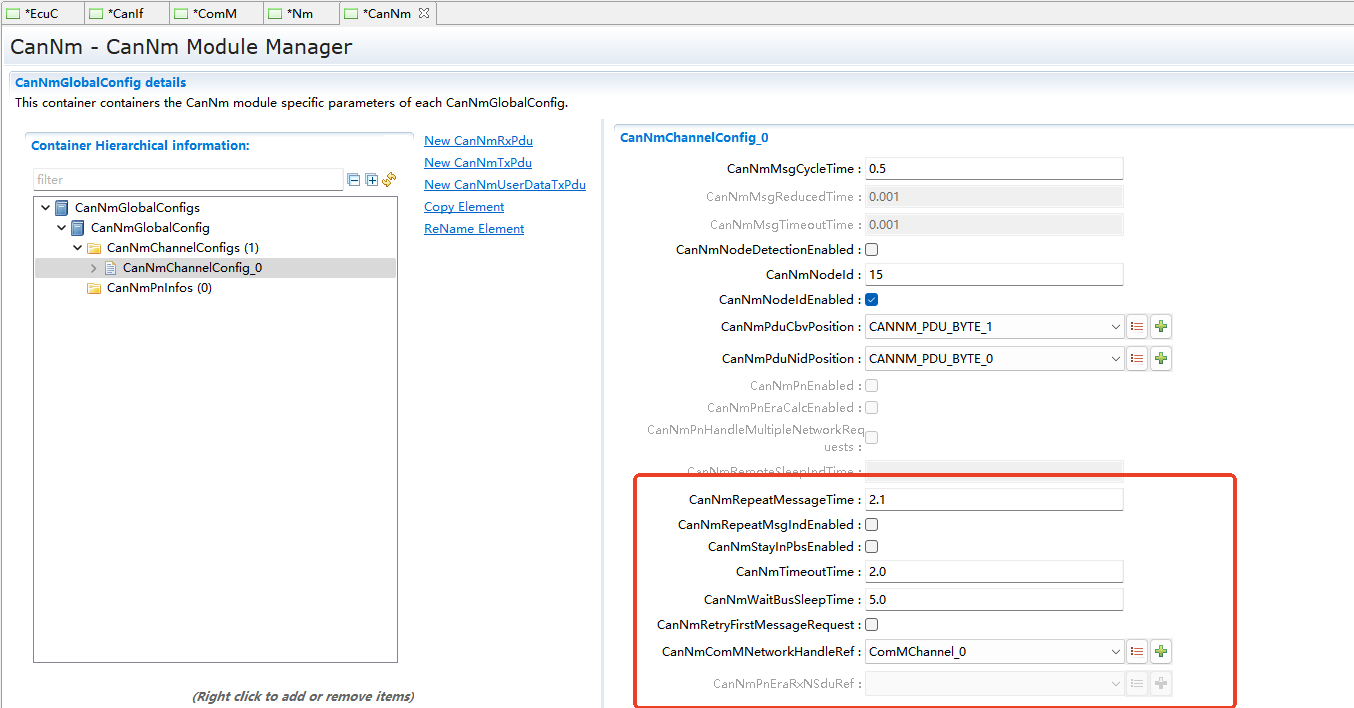 *EcuC *CanIf *ComM *Nm *CanNm
CanNm - CanNm Module Manager
CanNmGlobalConfig details
This container containers the CanNm module specific parameters of each CanNmGlobalConfig.
Container Hierarchical information:
filter
CanNmGlobalConfigs
CanNmGlobalConfig
CanNmChannelConfigs (1)
CanNmChannelConfig_0
CanNmPnInfos (0)
(Right click to add or remove items)
New CanNmRxPdu
New CanNmTxPdu
New CanNmUserDataTxPdu
Copy Element
ReName Element
CanNmChannelConfig_0
CanNmMsgCycleTime : 0.5
CanNmMsgReducedTime : 0.001
CanNmMsgTimeoutTime : 0.001
CanNmNodeDetectionEnabled :
CanNmNodeId : 15
CanNmNodeIdEnabled :
CanNmPduCbvPosition : CANNM_PDU_BYTE_1
CanNmPduNidPosition : CANNM_PDU_BYTE_0
CanNmPnEnabled :
CanNmPnEraCalcEnabled :
CanNmPnHandleMultipleNetworkReq
uests :
CanNmRemoteSleepIndTime :
CanNmRepeatMessageTime : 2.1
CanNmRepeatMsgIndEnabled :
CanNmStayInPbsEnabled :
CanNmTimeoutTime : 2.0
CanNmWaitBusSleepTime : 5.0
CanNmRetryFirstMessageRequest :
CanNmComMNetworkHandleRef : ComMChannel_0
CanNmPnEraRxNSduRef :